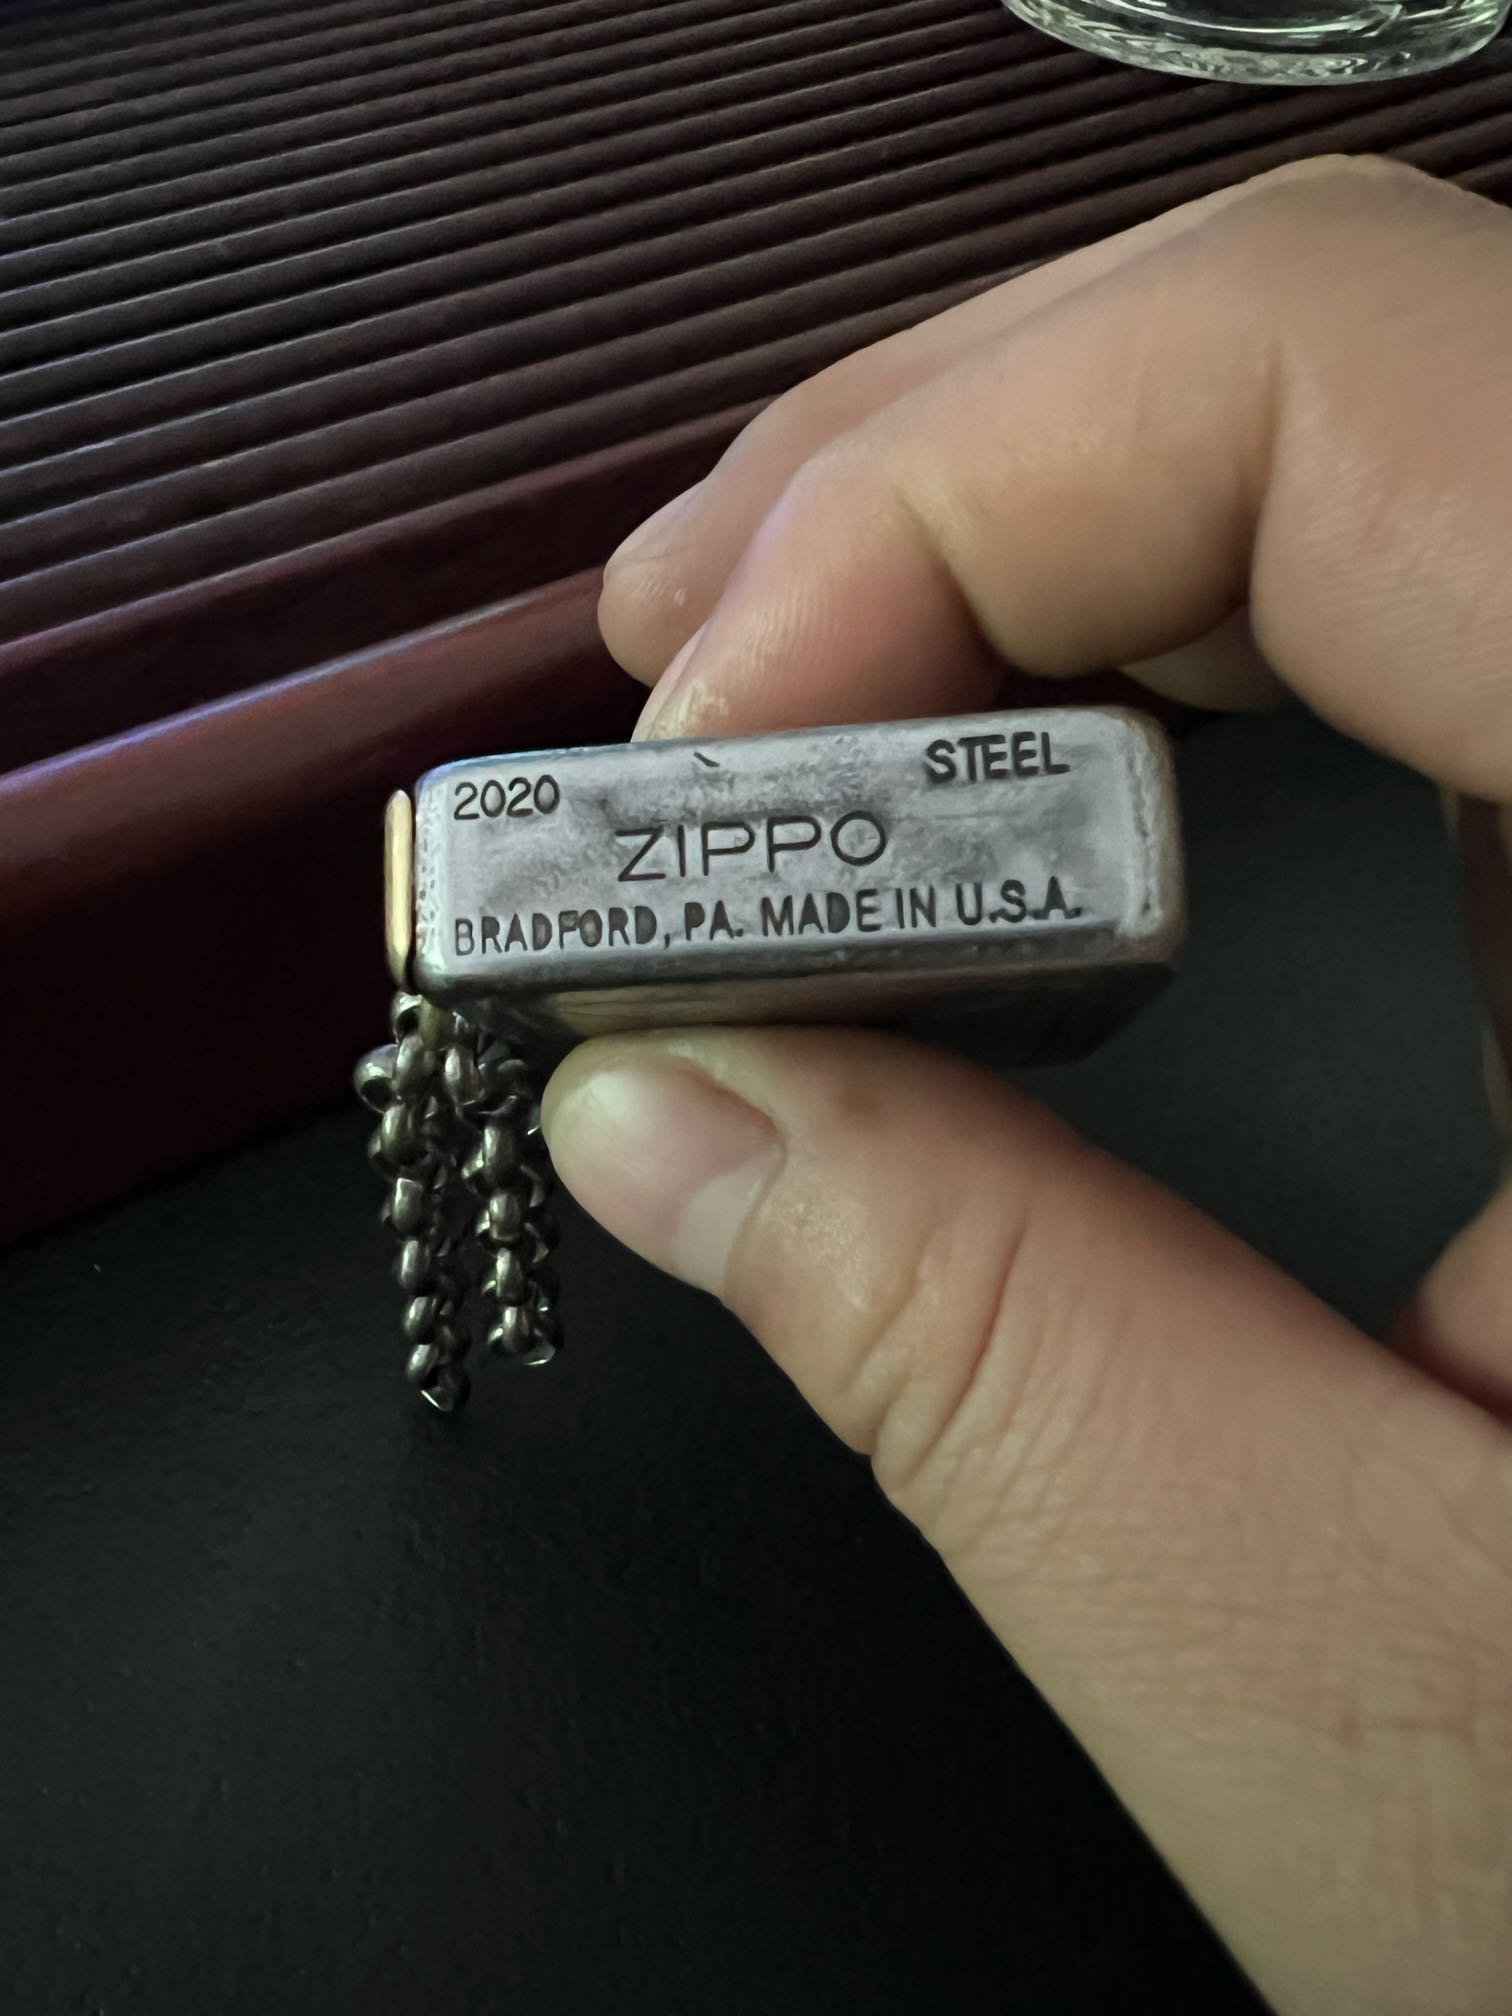 2020 STEEL
ZIPPO
BRADFORD, PA. MADE IN U.S.A.